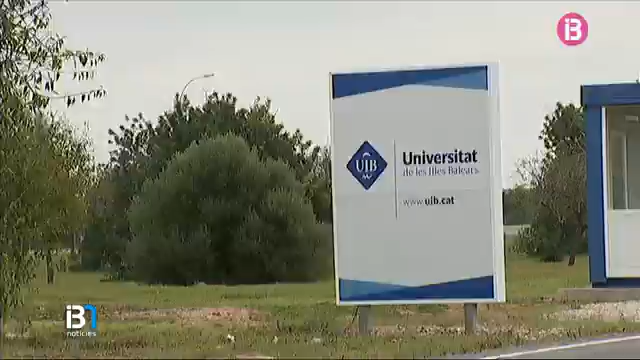 IB
UIB
Universitat
de les Illes Balears
www.uib.cat
IB
notícies